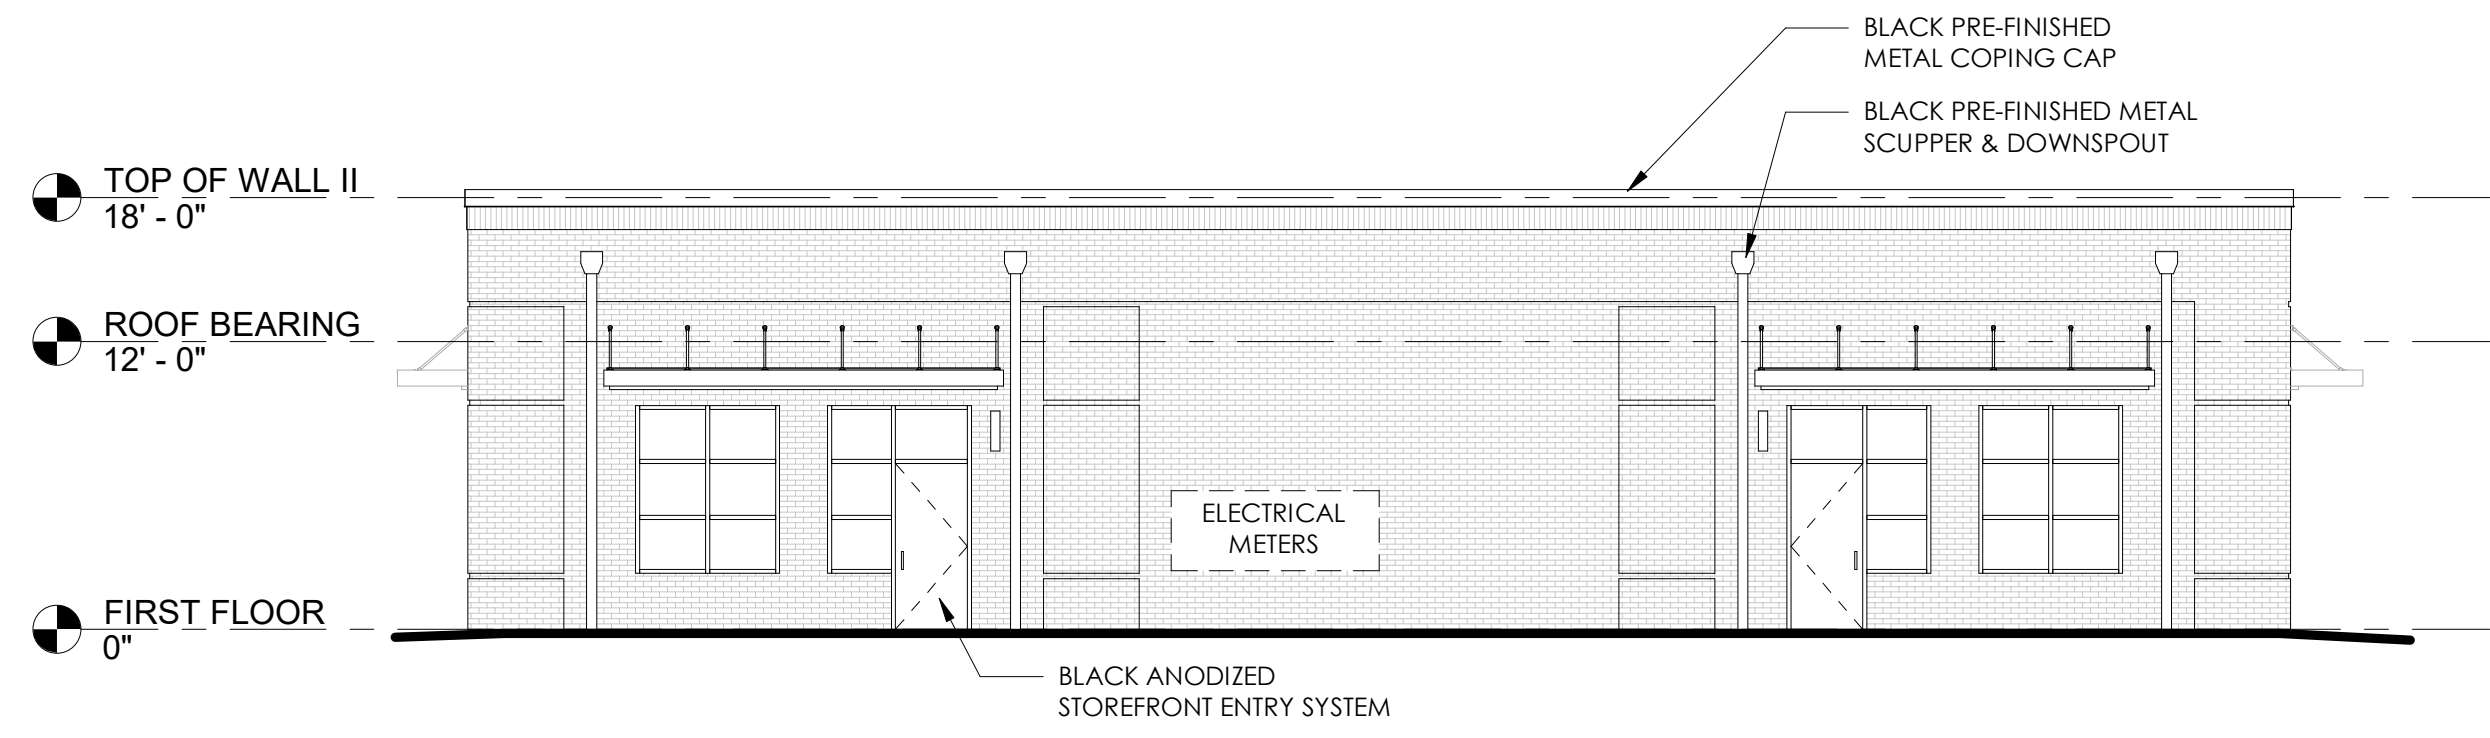 BLACK PRE-FINISHED
METAL COPING CAP
BLACK PRE-FINISHED METAL
SCUPPER & DOWNSPOUT
TOP OF WALL II
18' - 0"
ROOF BEARING
12' - 0"
ELECTRICAL
METERS
FIRST FLOOR
0"
BLACK ANODIZED
STOREFRONT ENTRY SYSTEM